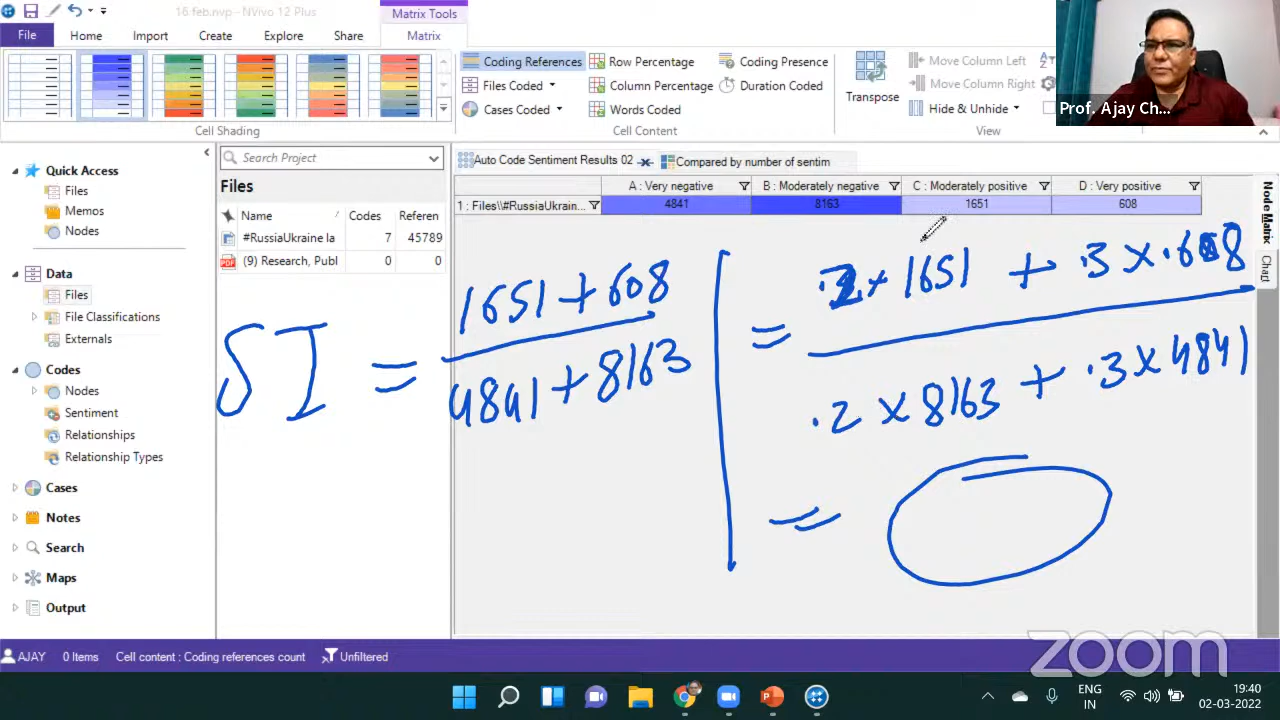 16 feb.nvp - NVivo 12 Plus
Matrix Tools
File Home Import Create Explore Share Matrix
Coding References Row Percentage Coding Presence Move Column Left
Files Coded Column Percentage Duration Coded Move Column Right
Cases Coded Words Coded Transpose Hide & Unhide
Cell Shading Cell Content View
Prof. Ajay Ch...
Quick Access
Files
Memos
Nodes
Data
Files
File Classifications
Externals
Codes
Nodes
Sentiment
Relationships
Relationship Types
Cases
Notes
Search
Maps
Output
Search Project
Files
Name Codes Referen
#RussiaUkraine la 7 45789
(9) Research, Publ 0 0
Auto Code Sentiment Results 02 Compared by number of sentim
A : Very negative B : Moderately negative C : Moderately positive D : Very positive
1 : Files\\#RussiaUkrain... 4841 8163 1651 608
Node Matrix
Chart
SI = 1651 + 608
4841 + 8163
= .2 × 1651 + .3 × .608
.2 × 8163 + .3 × 4841
=
AJAY 0 Items Cell content : Coding references count Unfiltered
zoom
ENG
IN
19:40
02-03-2022